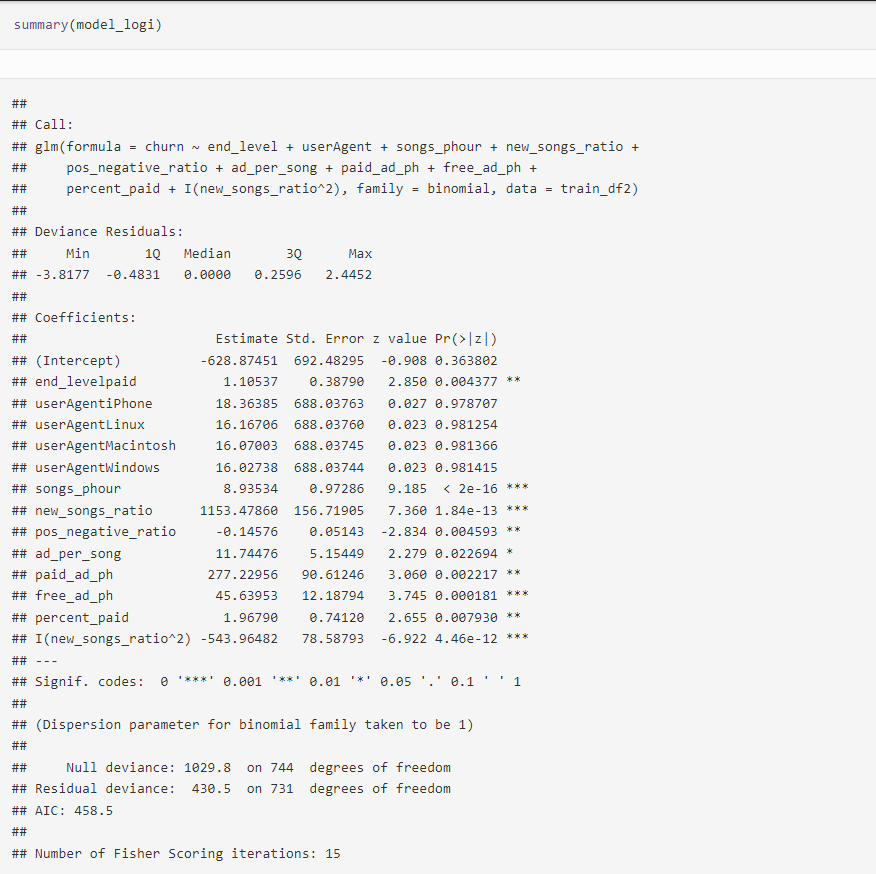 summary(model_logi)
##
## Call:
## glm(formula = churn ~ end_level + userAgent + songs_phour + new_songs_ratio +
##     pos_negative_ratio + ad_per_song + paid_ad_ph + free_ad_ph +
##     percent_paid + I(new_songs_ratio^2), family = binomial, data = train_df2)
##
## Deviance Residuals:
##     Min       1Q   Median       3Q      Max
## -3.8177  -0.4831   0.0000   0.2596   2.4452
##
## Coefficients:
##                        Estimate Std. Error z value Pr(>|z|)
## (Intercept)          -628.87451  692.48295  -0.908 0.363802
## end_levelpaid           1.10537    0.38790   2.850 0.004377 **
## userAgentiPhone        18.36385  688.03763   0.027 0.978707
## userAgentLinux         16.16706  688.03760   0.023 0.981254
## userAgentMacintosh     16.07003  688.03745   0.023 0.981366
## userAgentWindows       16.02738  688.03744   0.023 0.981415
## songs_phour             8.93534    0.97286   9.185  < 2e-16 ***
## new_songs_ratio      1153.47860  156.71905   7.360 1.84e-13 ***
## pos_negative_ratio     -0.14576    0.05143  -2.834 0.004593 **
## ad_per_song            11.74476    5.15449   2.279 0.022694 *
## paid_ad_ph            277.22956   90.61246   3.060 0.002217 **
## free_ad_ph             45.63953   12.18794   3.745 0.000181 ***
## percent_paid            1.96790    0.74120   2.655 0.007930 **
## I(new_songs_ratio^2) -543.96482   78.58793  -6.922 4.46e-12 ***
## ---
## Signif. codes:  0 '***' 0.001 '**' 0.01 '*' 0.05 '.' 0.1 ' ' 1
##
## (Dispersion parameter for binomial family taken to be 1)
##
##     Null deviance: 1029.8  on 744  degrees of freedom
## Residual deviance:  430.5  on 731  degrees of freedom
## AIC: 458.5
##
## Number of Fisher Scoring iterations: 15